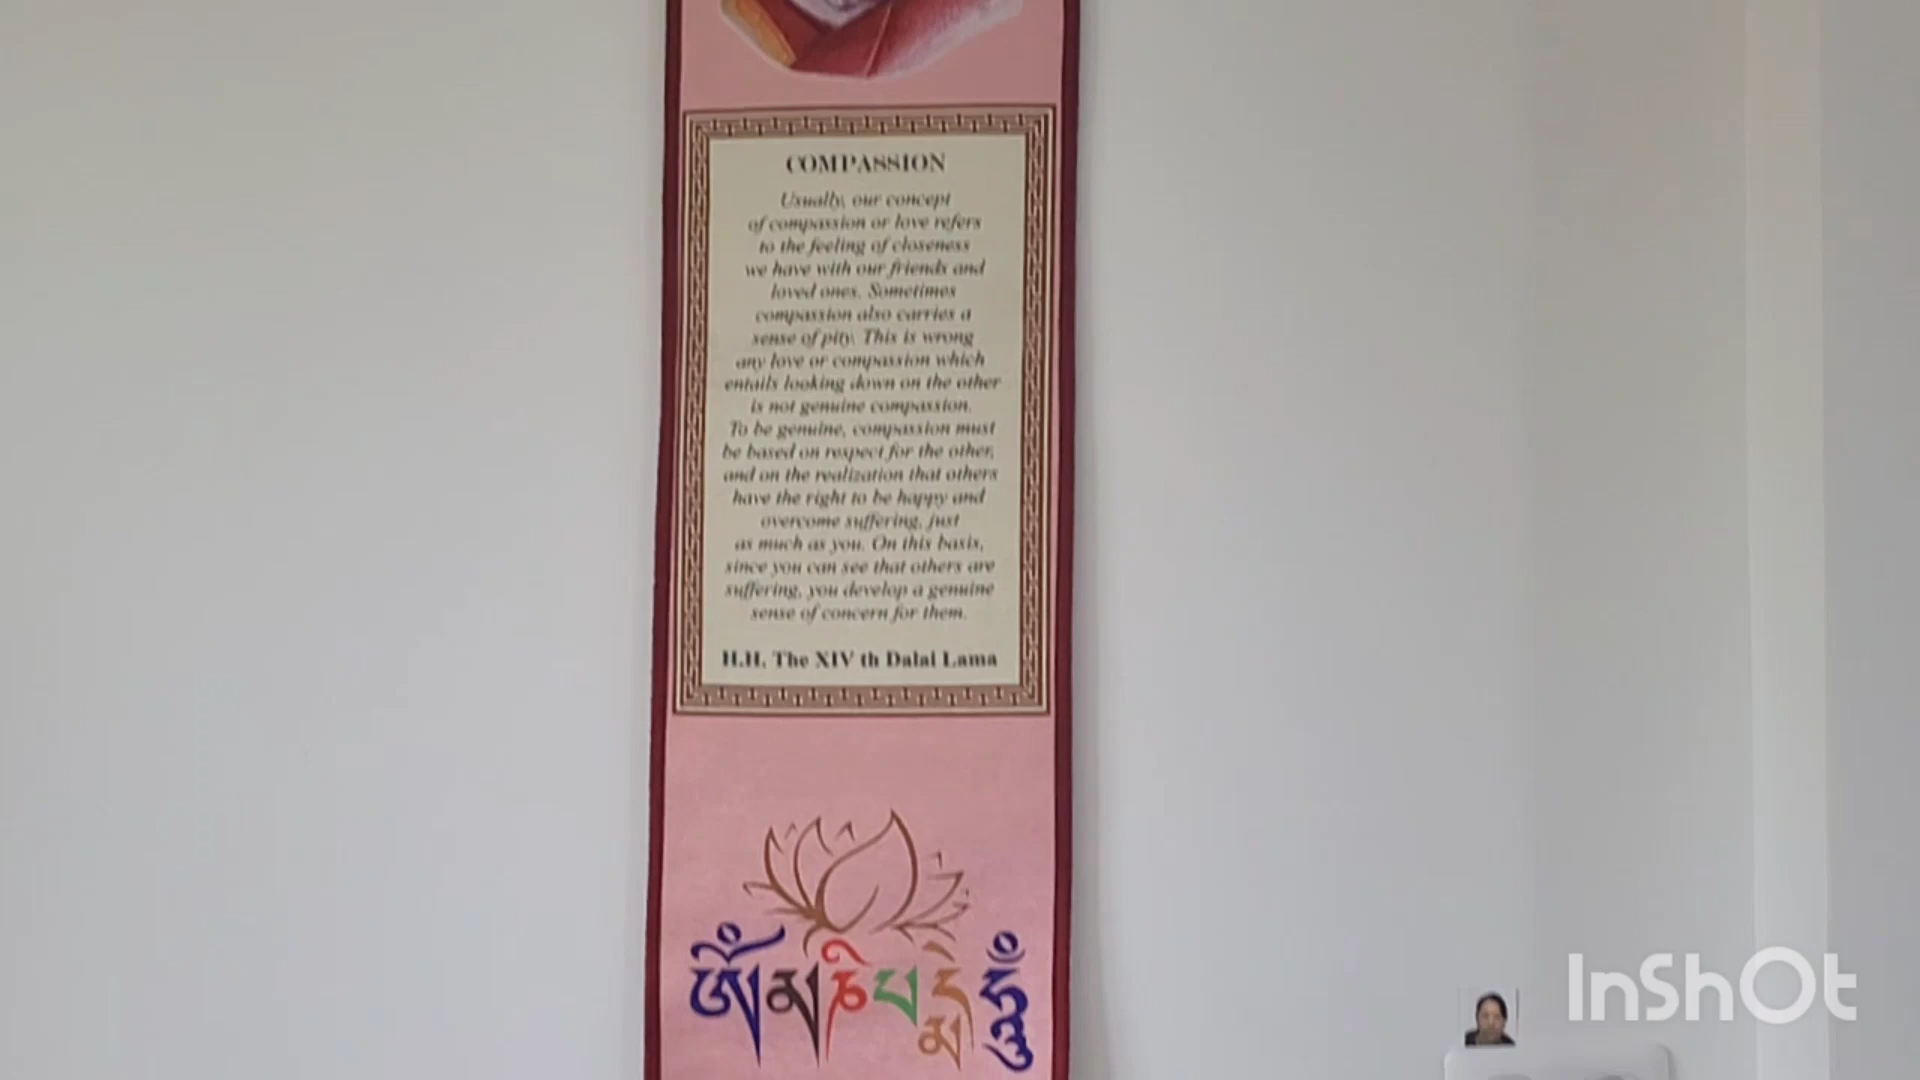 COMPASSION
Usually, our concept
of compassion or love refers
to the feeling of closeness
we have with our friends and
loved ones. Sometimes
compassion also carries a
sense of pity. This is wrong
any love or compassion which
entails looking down on the other
is not genuine compassion.
To be genuine, compassion must
be based on respect for the other,
and on the realization that others
have the right to be happy and
overcome suffering, just
as much as you. On this basis,
since you can see that others are
suffering, you develop a genuine
sense of concern for them.
H.H. The XIV th Dalai Lama
ༀ་མ་ཎི་པདྨེ་ཧཱུྃ
InShOt